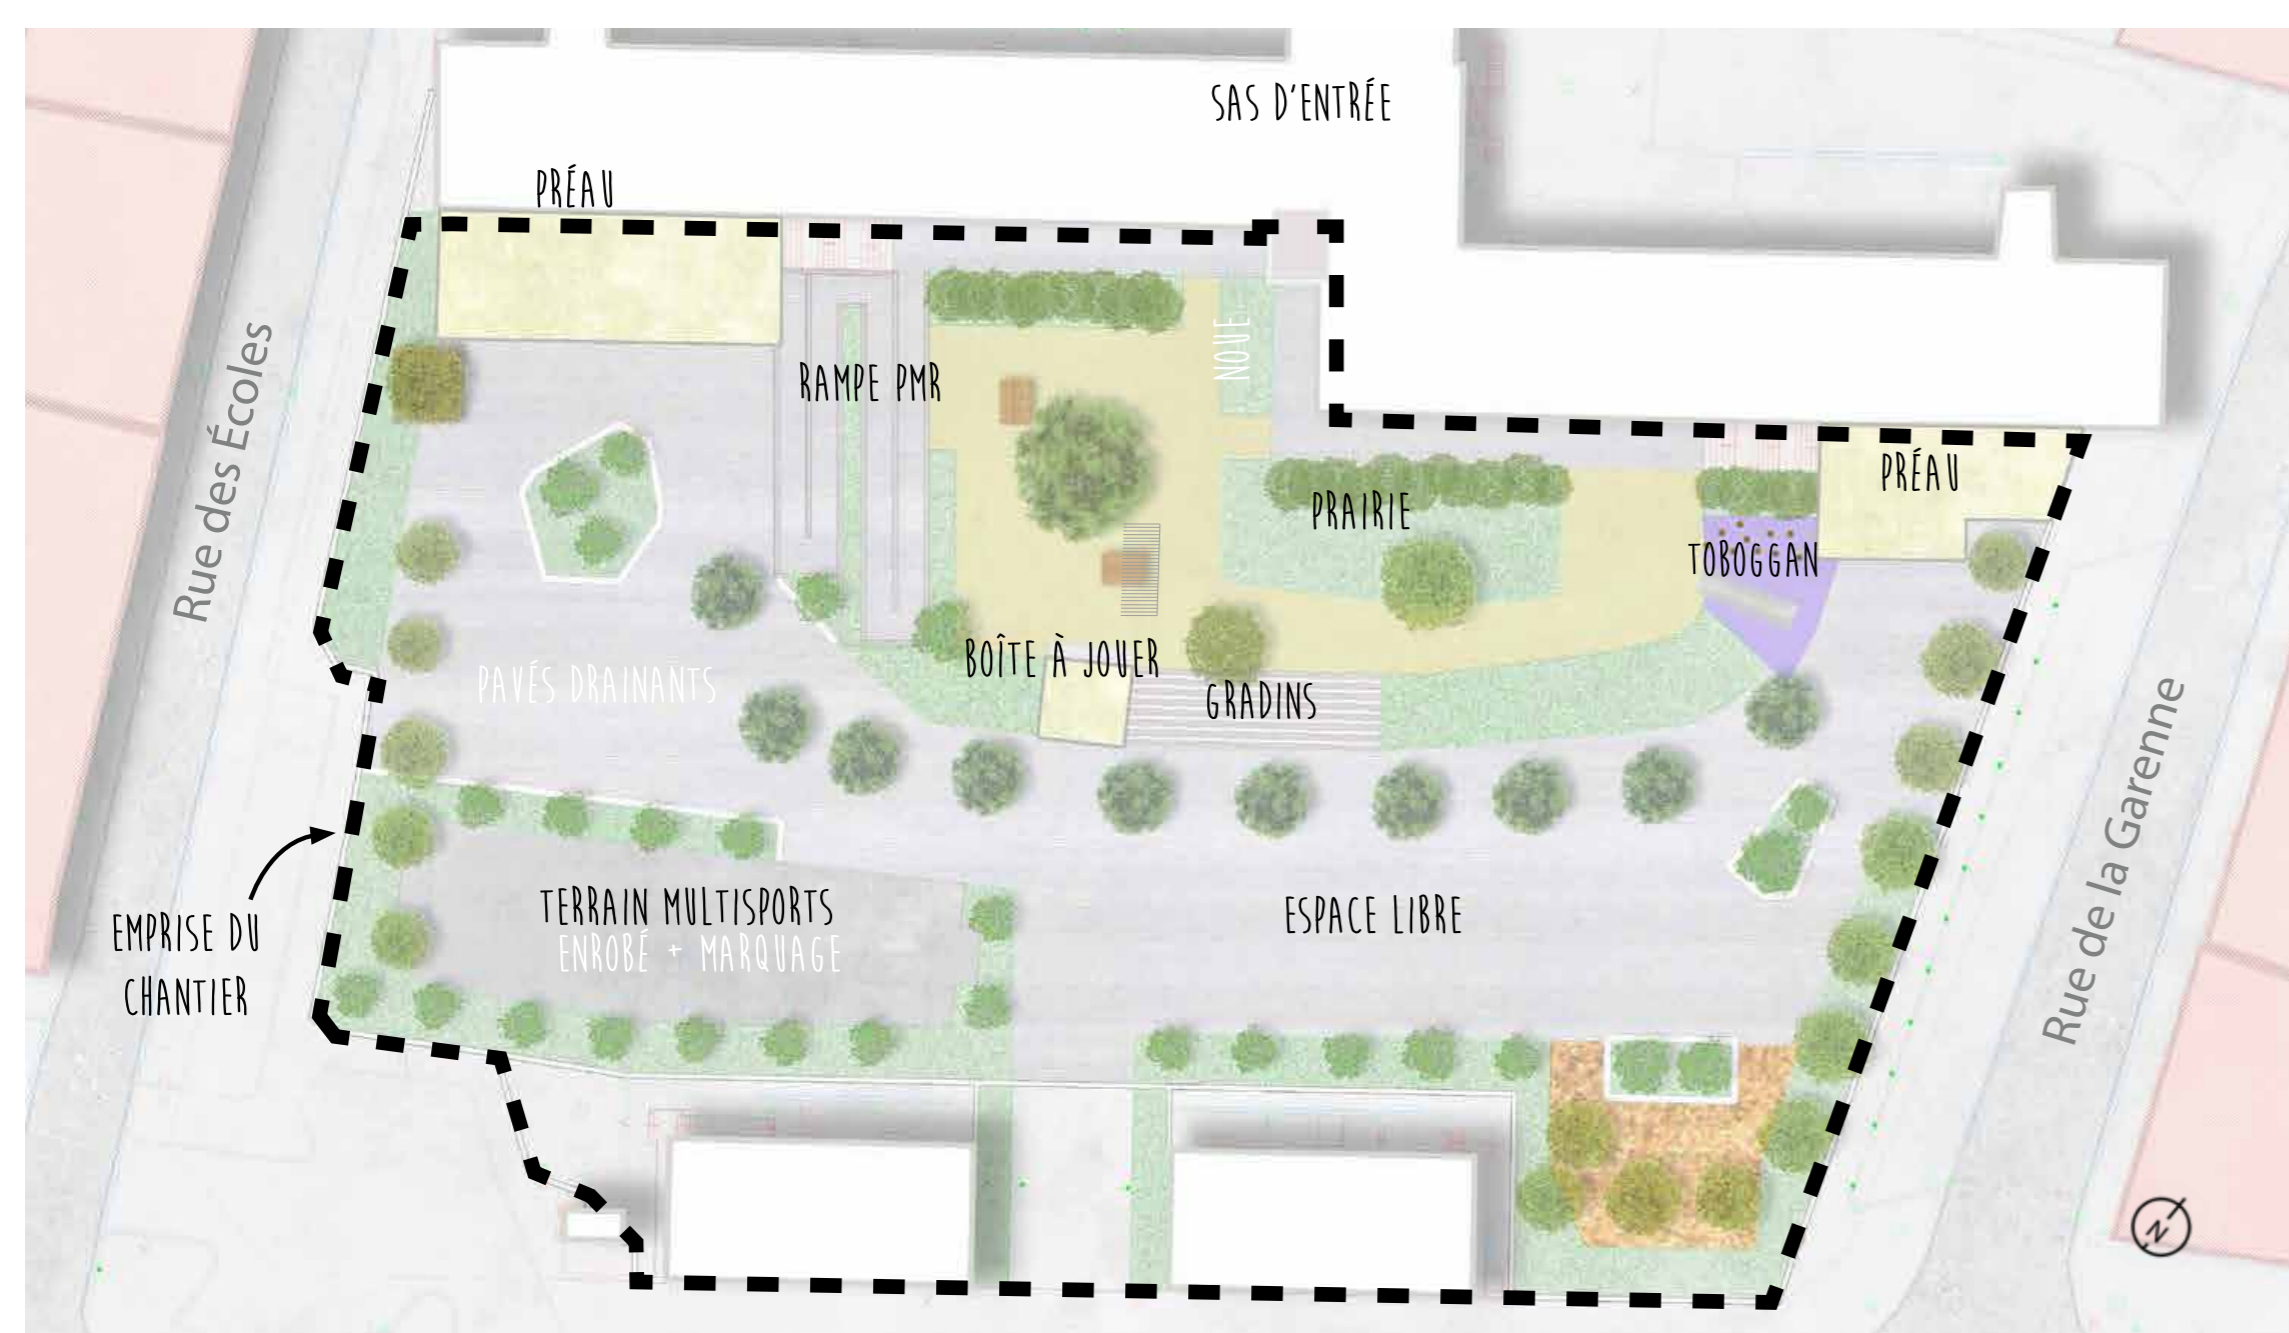 SAS D'ENTRÉE
PRÉAU
NOUE
RAMPE PMR
Rue des Écoles
PRÉAU
PRAIRIE
TOBOGGAN
BOÎTE À JOUER
PAVÉS DRAINANTS
GRADINS
Rue de la Garenne
TERRAIN MULTISPORTS
ENROBÉ + MARQUAGE
ESPACE LIBRE
EMPRISE DU
CHANTIER
N